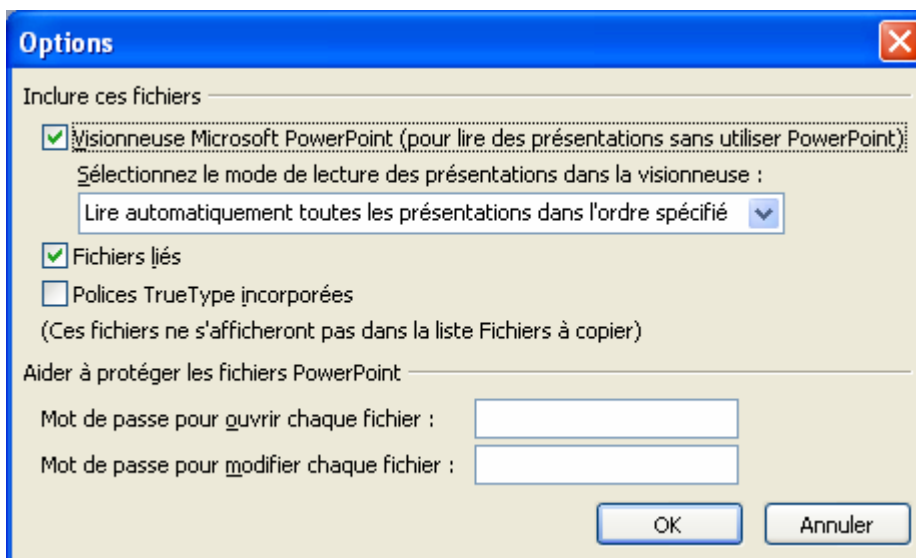 Options
Inclure ces fichiers
Visionneuse Microsoft PowerPoint (pour lire des présentations sans utiliser PowerPoint)
Sélectionnez le mode de lecture des présentations dans la visionneuse :
Lire automatiquement toutes les présentations dans l'ordre spécifié
Fichiers liés
Polices TrueType incorporées
(Ces fichiers ne s'afficheront pas dans la liste Fichiers à copier)
Aider à protéger les fichiers PowerPoint
Mot de passe pour ouvrir chaque fichier :
Mot de passe pour modifier chaque fichier :
OK Annuler